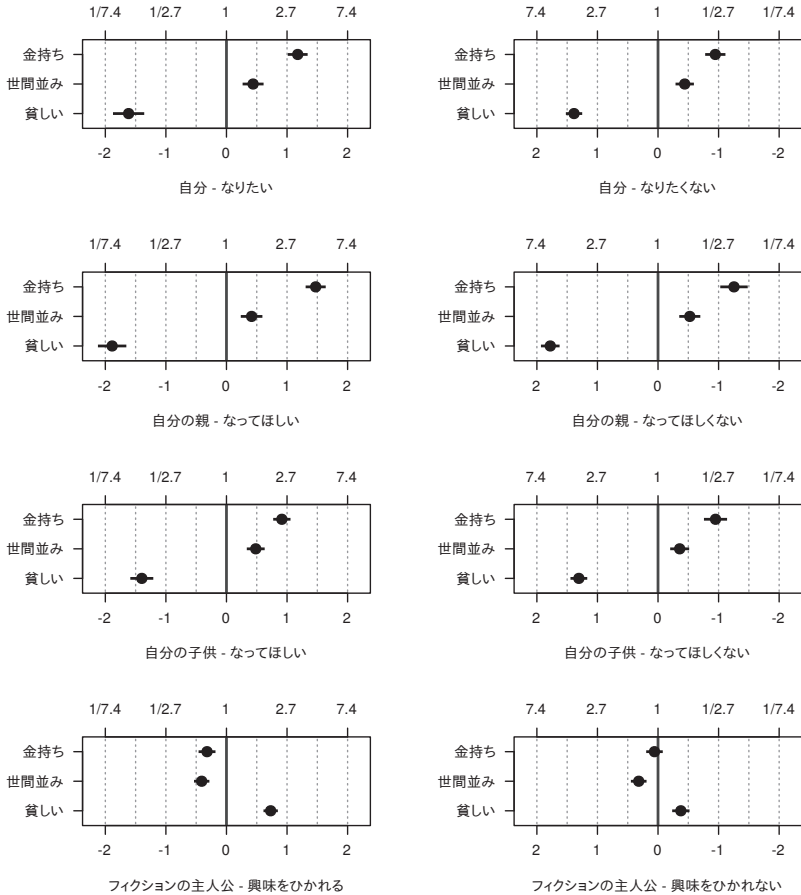 1/7.4 1/2.7 1 2.7 7.4
金持ち
世間並み
貧しい
-2 -1 0 1 2
自分 - なりたい
7.4 2.7 1 1/2.7 1/7.4
金持ち
世間並み
貧しい
2 1 0 -1 -2
自分 - なりたくない
1/7.4 1/2.7 1 2.7 7.4
金持ち
世間並み
貧しい
-2 -1 0 1 2
自分の親 - なってほしい
7.4 2.7 1 1/2.7 1/7.4
金持ち
世間並み
貧しい
2 1 0 -1 -2
自分の親 - なってほしくない
1/7.4 1/2.7 1 2.7 7.4
金持ち
世間並み
貧しい
-2 -1 0 1 2
自分の子供 - なってほしい
7.4 2.7 1 1/2.7 1/7.4
金持ち
世間並み
貧しい
2 1 0 -1 -2
自分の子供 - なってほしくない
1/7.4 1/2.7 1 2.7 7.4
金持ち
世間並み
貧しい
-2 -1 0 1 2
フィクションの主人公 - 興味をひかれる
7.4 2.7 1 1/2.7 1/7.4
金持ち
世間並み
貧しい
2 1 0 -1 -2
フィクションの主人公 - 興味をひかれない